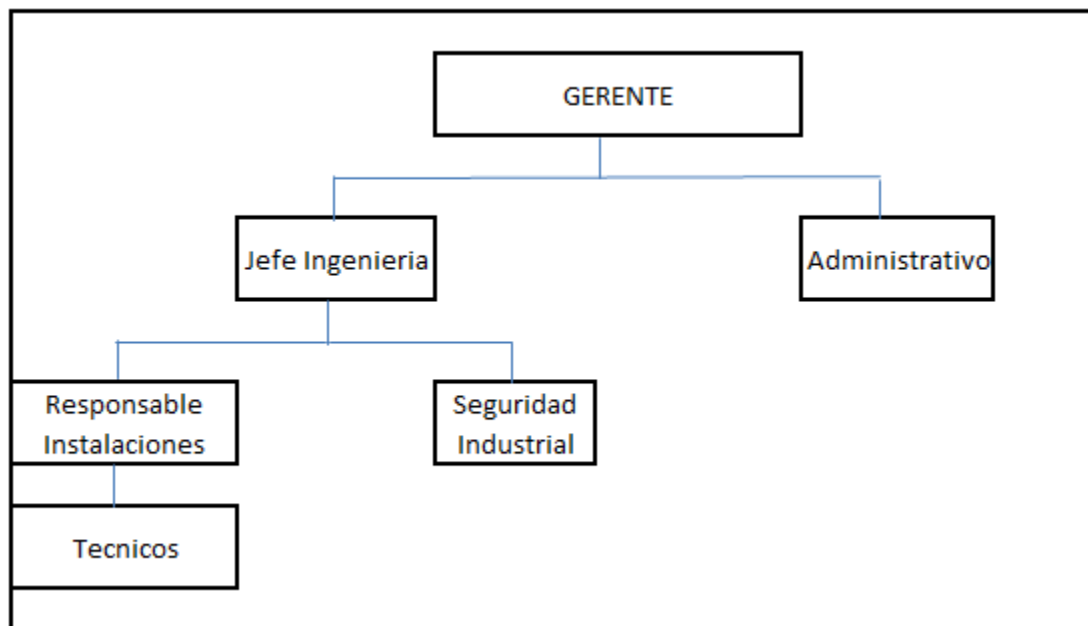 GERENTE
Jefe Ingenieria
Administrativo
Responsable
Instalaciones
Seguridad
Industrial
Tecnicos